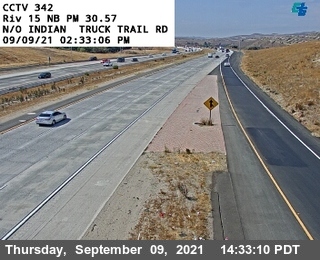 CCTV 342
Riv 15 NB PM 30.57
N/O INDIAN TRUCK TRAIL RD
09/09/21 02:33:06 PM
Thursday, September 09, 2021 14:33:10 PDT